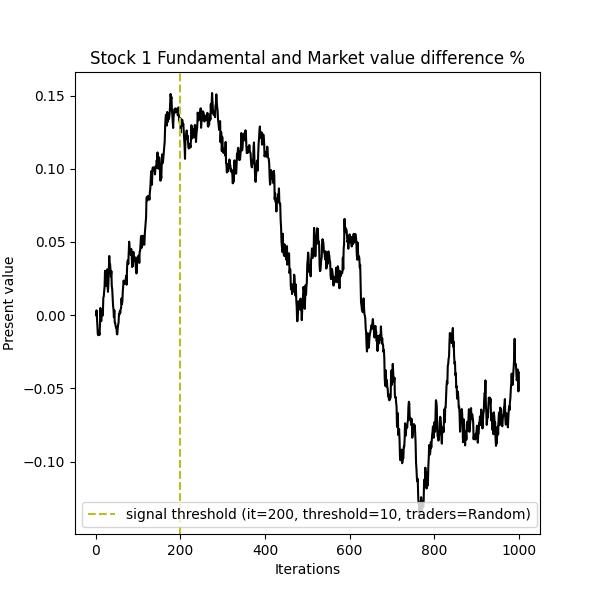 Stock 1 Fundamental and Market value difference %
0.15
0.10
0.05
0.00
−0.05
−0.10
Present value
signal threshold (it=200, threshold=10, traders=Random)
0 200 400 600 800 1000
Iterations